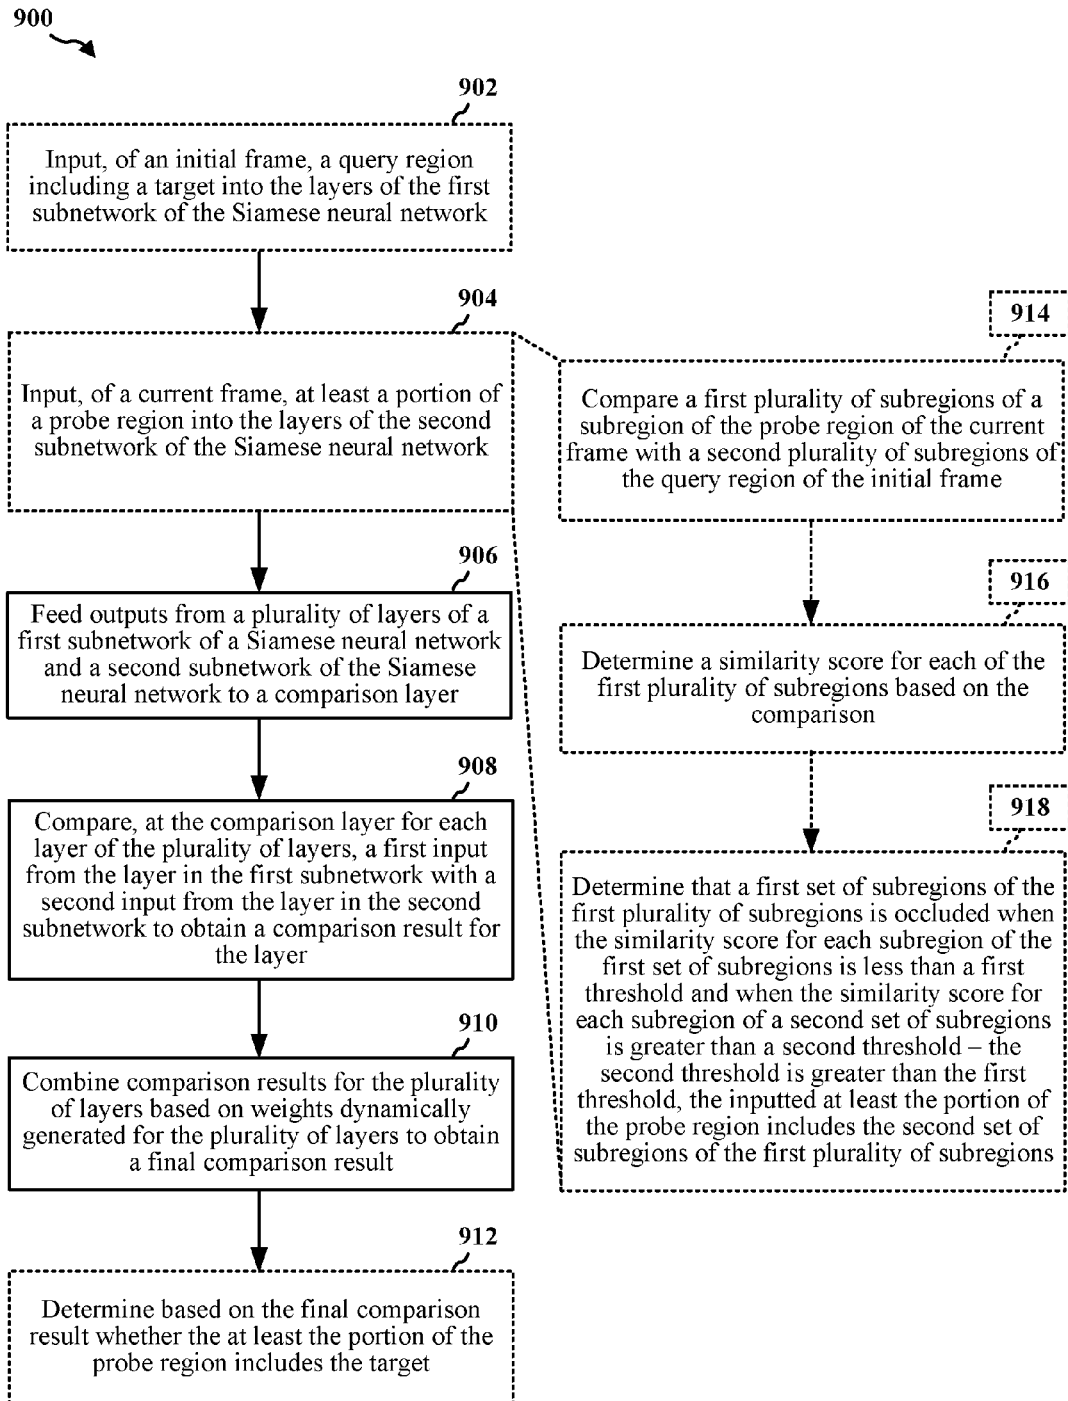 900
902
Input, of an initial frame, a query region
including a target into the layers of the first
subnetwork of the Siamese neural network
904
Input, of a current frame, at least a portion of
a probe region into the layers of the second
subnetwork of the Siamese neural network
906
Feed outputs from a plurality of layers of a
first subnetwork of a Siamese neural network
and a second subnetwork of the Siamese
neural network to a comparison layer
908
Compare, at the comparison layer for each
layer of the plurality of layers, a first input
from the layer in the first subnetwork with a
second input from the layer in the second
subnetwork to obtain a comparison result for
the layer
910
Combine comparison results for the plurality
of layers based on weights dynamically
generated for the plurality of layers to obtain
a final comparison result
912
Determine based on the final comparison
result whether the at least the portion of the
probe region includes the target
914
Compare a first plurality of subregions of a
subregion of the probe region of the current
frame with a second plurality of subregions of
the query region of the initial frame
916
Determine a similarity score for each of the
first plurality of subregions based on the
comparison
918
Determine that a first set of subregions of the
first plurality of subregions is occluded when
the similarity score for each subregion of the
first set of subregions is less than a first
threshold and when the similarity score for
each subregion of a second set of subregions
is greater than a second threshold – the
second threshold is greater than the first
threshold, the inputted at least the portion of
the probe region includes the second set of
subregions of the first plurality of subregions